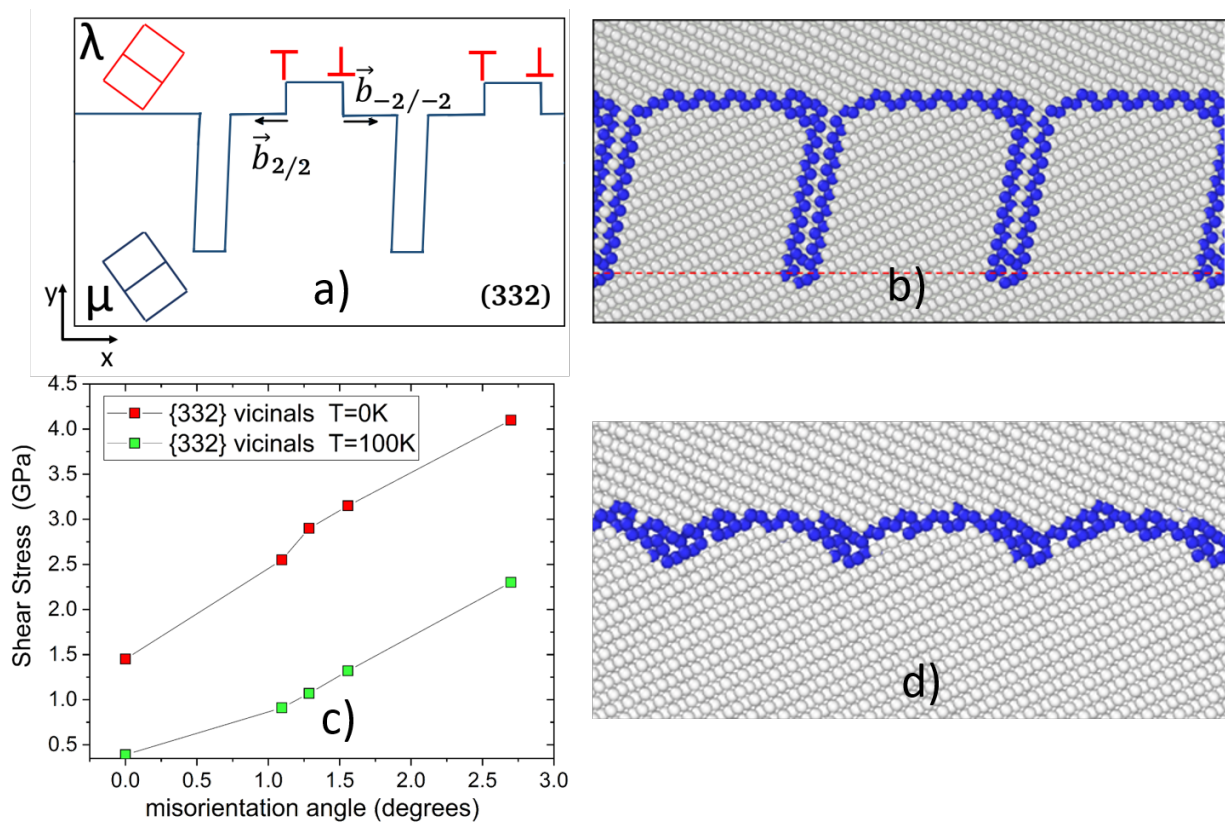 λ
b⃗₋₂/₋₂
b⃗₂/₂
μ
a)
(332)
y
x
b)
4.5
4.0
3.5
3.0
2.5
2.0
1.5
1.0
0.5
Shear Stress (GPa)
{332} vicinals T=0K
{332} vicinals T=100K
c)
0.0 0.5 1.0 1.5 2.0 2.5 3.0
misorientation angle (degrees)
d)